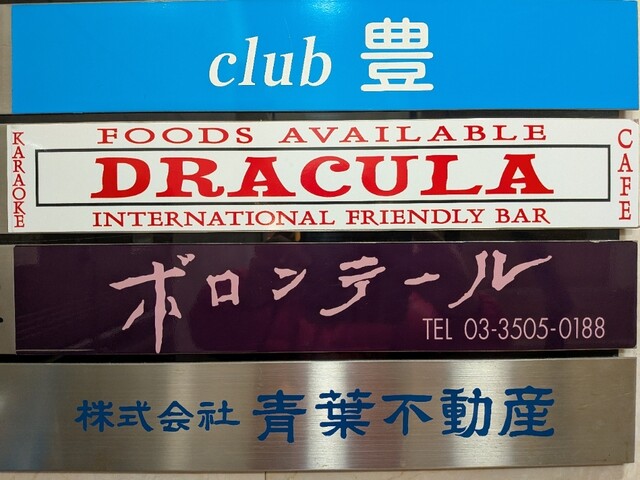 club 豊
FOODS AVAILABLE
KARAOKE
DRACULA
CAFE
INTERNATIONAL FRIENDLY BAR
ボロンテール
TEL 03-3505-0188
株式会社 青葉不動産